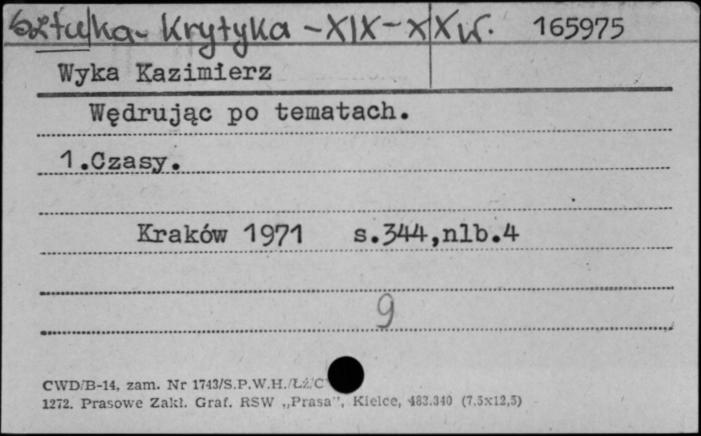 Sztuka - Krytyka - XIX - XX w. 165975
Wyka Kazimierz
Wędrując po tematach.
1.Czasy.
Kraków 1971 s.344,nlb.4
9
CWD/B-14, zam. Nr 1743/S.P.W.H./ŁŻ/C
1272. Prasowe Zakł. Graf. RSW „Prasa”, Kielce, 483.340 (7,5x12,5)